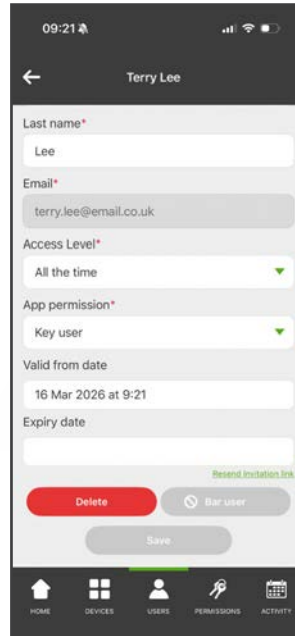 09:21
Terry Lee
Last name*
Lee
Email*
terry.lee@email.co.uk
Access Level*
All the time
App permission*
Key user
Valid from date
16 Mar 2026 at 9:21
Expiry date
Resend invitation link
Delete
Bar user
Save
HOME
DEVICES
USERS
PERMISSIONS
ACTIVITY